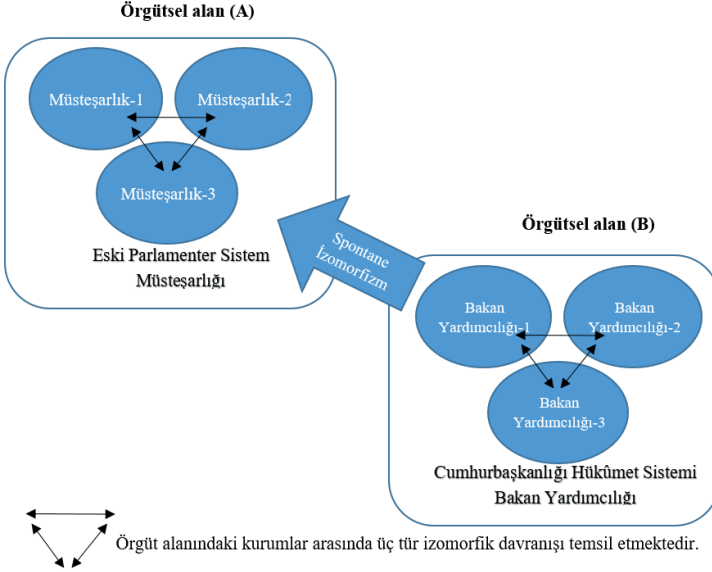 Örgütsel alan (A)
Müsteşarlık-1
Müsteşarlık-2
Müsteşarlık-3
Eski Parlamenter Sistem
Müsteşarlığı
Spontane
İzomorfizm
Örgütsel alan (B)
Bakan
Yardımcılığı-1
Bakan
Yardımcılığı-2
Bakan
Yardımcılığı-3
Cumhurbaşkanlığı Hükûmet Sistemi
Bakan Yardımcılığı
Örgüt alanındaki kurumlar arasında üç tür izomorfik davranışı temsil etmektedir.